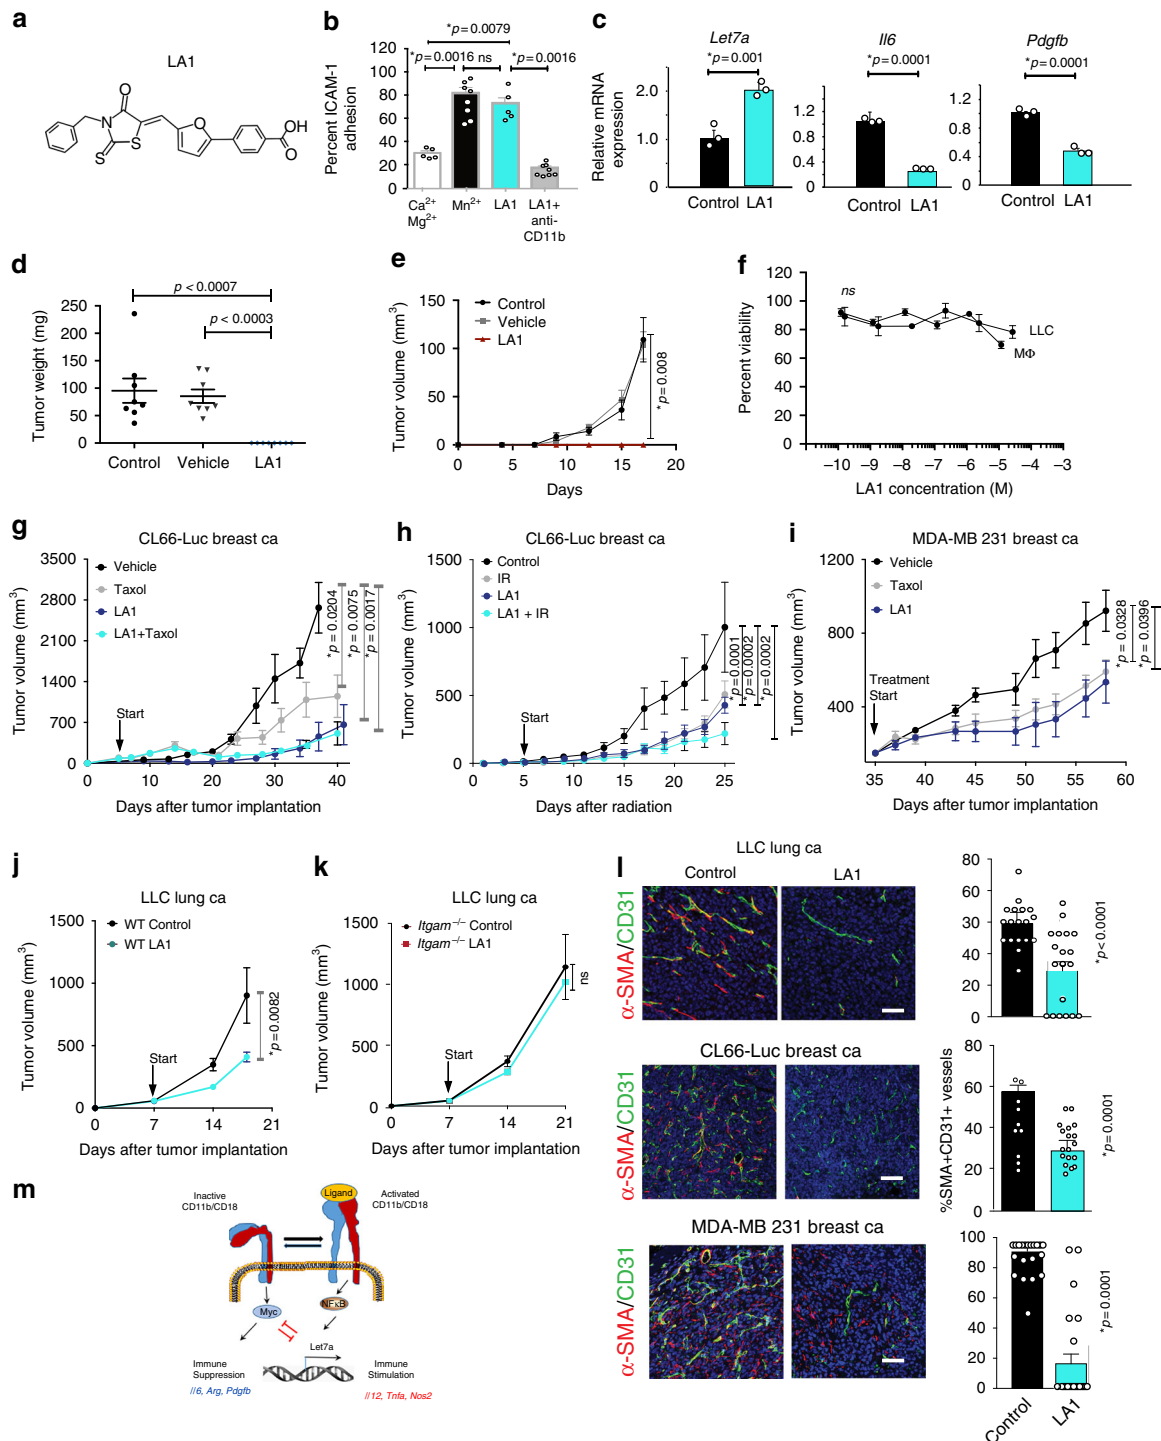 a
LA1
O
N
S
S
O
O
OH
b
*p = 0.0079
*p = 0.0016 ns *p = 0.0016
Percent ICAM-1
adhesion
120
100
80
60
40
20
0
Ca2+
Mg2+
Mn2+
LA1
LA1+
anti-
CD11b
c
Let7a
*p = 0.001
Relative mRNA
expression
2.0
1.0
0
Control LA1
Il6
*p = 0.0001
1.2
0.8
0.4
0
Control LA1
Pdgfb
*p = 0.0001
1.2
0.8
0.4
0
Control LA1
d
p < 0.0007
p < 0.0003
Tumor weight (mg)
250
200
150
100
50
0
Control Vehicle LA1
e
Tumor volume (mm3)
150
100
50
0
Control
Vehicle
LA1
*p = 0.008
0 5 10 15 20
Days
f
Percent viability
120
100
80
60
40
20
0
ns
LLC
MΦ
−10 −9 −8 −7 −6 −5 −4 −3
LA1 concentration (M)
g
CL66-Luc breast ca
Tumor volume (mm3)
3500
2800
2100
1400
700
0
Vehicle
Taxol
LA1
LA1+Taxol
Start
*p = 0.0204
*p = 0.0075
*p = 0.0017
0 10 20 30 40
Days after tumor implantation
h
CL66-Luc breast ca
Tumor volume (mm3)
1500
1000
500
0
Control
IR
LA1
LA1 + IR
Start
*p = 0.0001
*p = 0.0002
*p = 0.0002
0 5 10 15 20 25
Days after radiation
i
MDA-MB 231 breast ca
Tumor volume (mm3)
1200
800
400
Vehicle
Taxol
LA1
Treatment
Start
*p = 0.0328
*p = 0.0396
35 40 45 50 55 60
Days after tumor implantation
j
LLC lung ca
Tumor volume (mm3)
1500
1000
500
0
WT Control
WT LA1
Start
*p = 0.0082
0 7 14 21
Days after tumor implantation
k
LLC lung ca
Tumor volume (mm3)
1500
1000
500
0
Itgam−/− Control
Itgam−/− LA1
Start
ns
0 7 14 21
Days after tumor implantation
l
LLC lung ca
Control LA1
α-SMA/CD31
80
60
40
30
20
0
*p < 0.0001
CL66-Luc breast ca
α-SMA/CD31
80
60
40
20
0
%SMA+CD31+ vessels
*p = 0.0001
MDA-MB 231 breast ca
α-SMA/CD31
100
80
60
40
20
0
*p = 0.0001
Control
LA1
m
Inactive
CD11b/CD18
Ligand
Activated
CD11b/CD18
Myc
NFκB
Let7a
Immune
Suppression
Il6, Arg, Pdgfb
Immune
Stimulation
Il12, Tnfa, Nos2